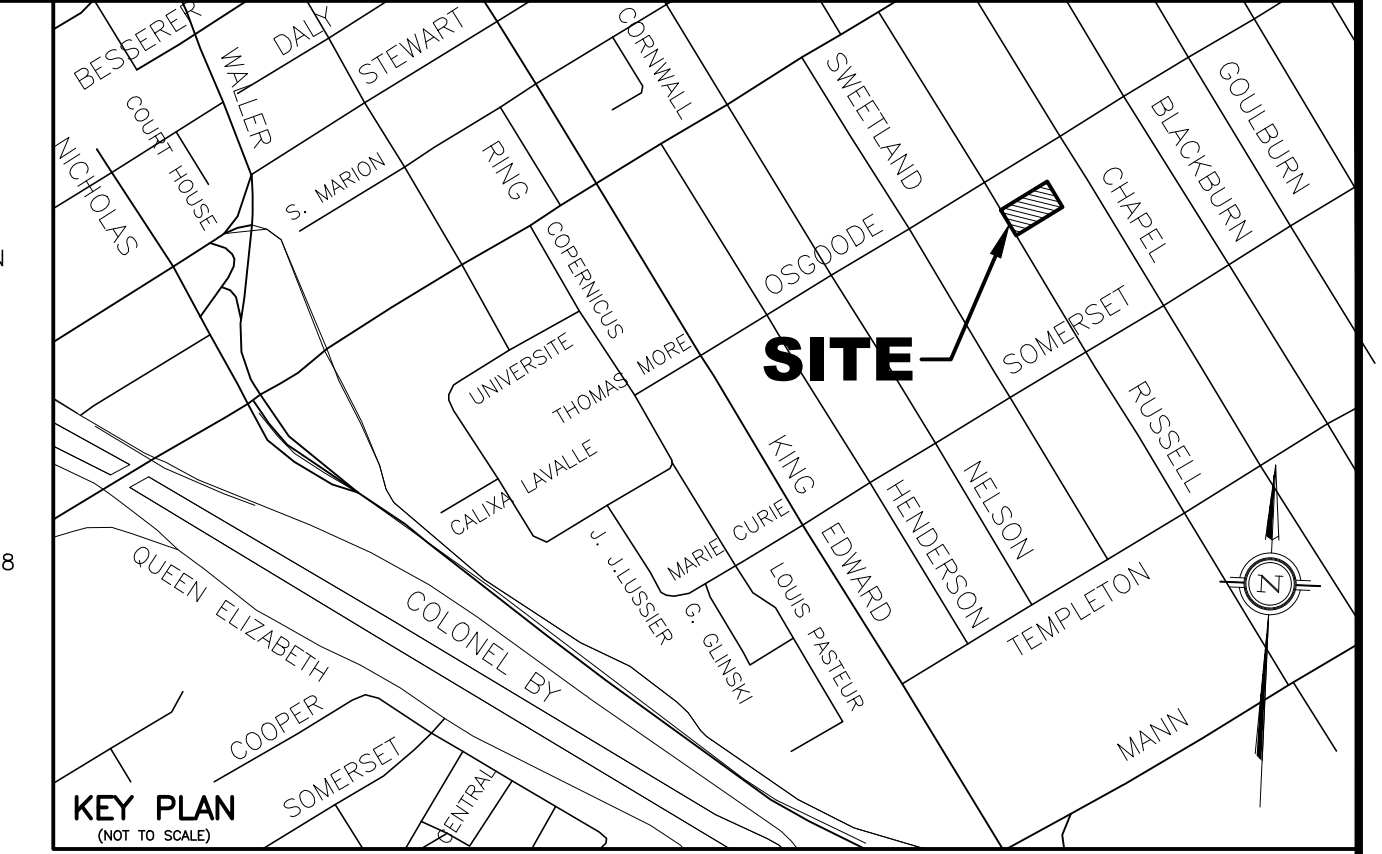 BESSERER
DALY
STEWART
WALLER
CORNWALL
SWEETLAND
GOULBURN
BLACKBURN
COURT HOUSE
NICHOLAS
S. MARION
RING
CHAPEL
COPERNICUS
OSGOODE
N
SITE
SOMERSET
UNIVERSITE
THOMAS MORE
RUSSELL
CALIXA LAVALLE
KING
EDWARD
NELSON
HENDERSON
MARIE CURIE
J. J.LUSSIER
G. GLINSKI
LOUIS PASTEUR
TEMPLETON
N
8
QUEEN ELIZABETH
COLONEL BY
COOPER
SOMERSET
CENTRAL
MANN
KEY PLAN
(NOT TO SCALE)